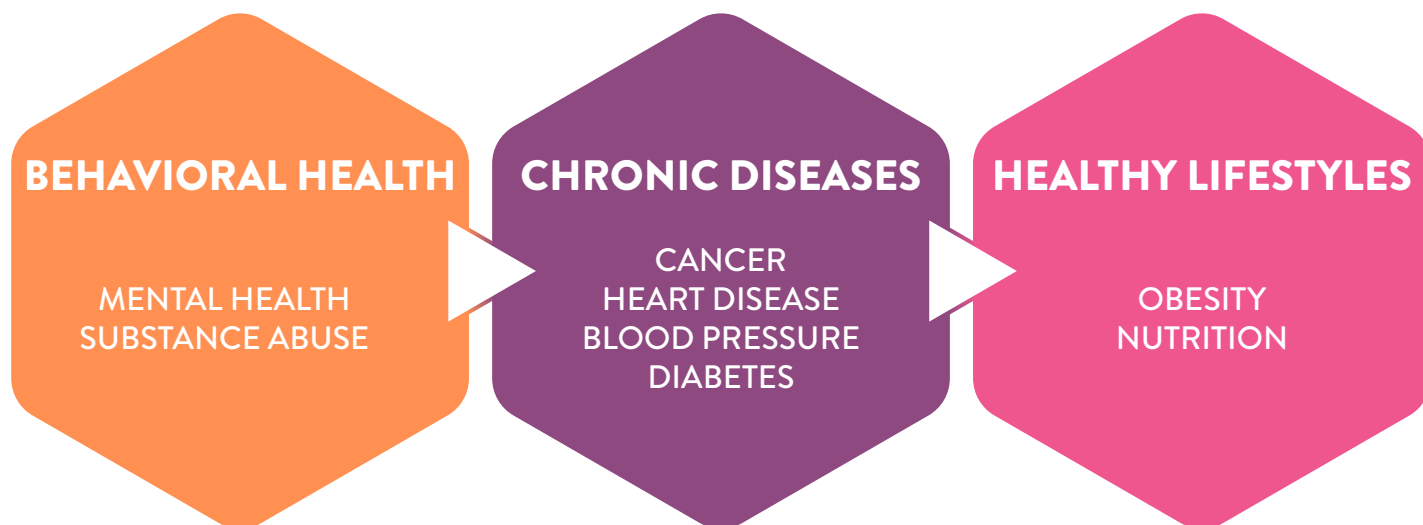 BEHAVIORAL HEALTH
MENTAL HEALTH
SUBSTANCE ABUSE
CHRONIC DISEASES
CANCER
HEART DISEASE
BLOOD PRESSURE
DIABETES
HEALTHY LIFESTYLES
OBESITY
NUTRITION